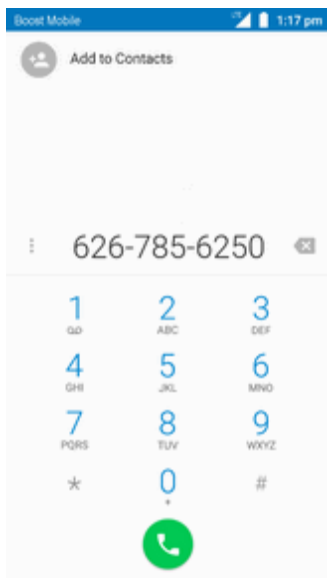 Boost Mobile LTE 1:17 pm
Add to Contacts
626-785-6250
1 2 3
ABC DEF
4 5 6
GHI JKL MNO
7 8 9
PQRS TUV WXYZ
* 0 #
+